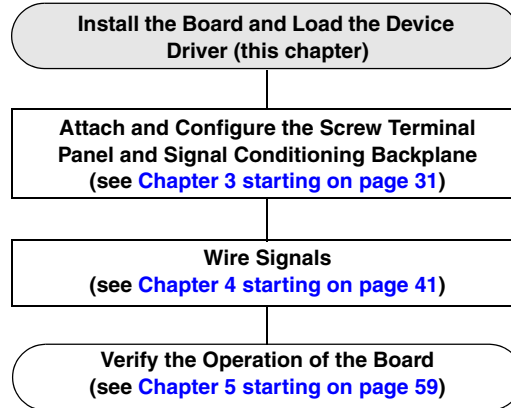 Install the Board and Load the Device
Driver (this chapter)
Attach and Configure the Screw Terminal
Panel and Signal Conditioning Backplane
(see Chapter 3 starting on page 31)
Wire Signals
(see Chapter 4 starting on page 41)
Verify the Operation of the Board
(see Chapter 5 starting on page 59)